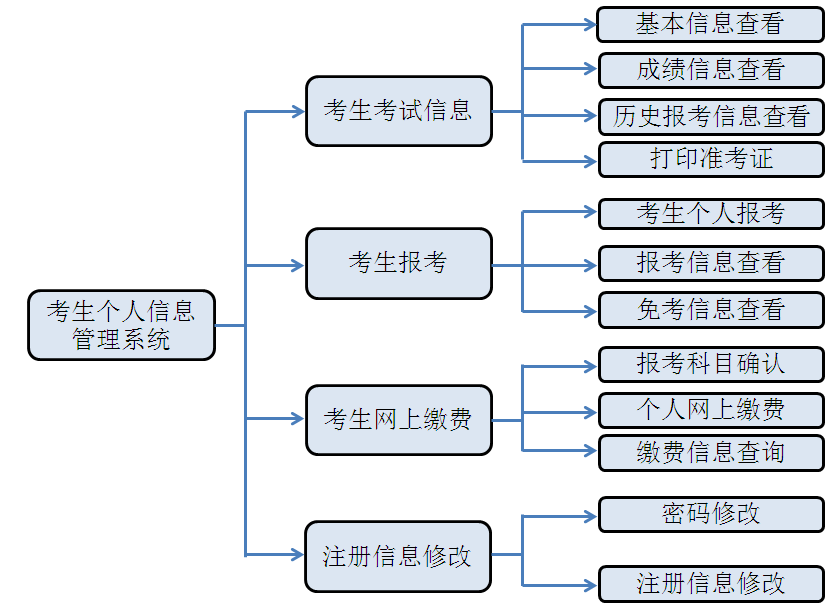 考生个人信息
管理系统
考生考试信息
基本信息查看
成绩信息查看
历史报考信息查看
打印准考证
考生报考
考生个人报考
报考信息查看
免考信息查看
考生网上缴费
报考科目确认
个人网上缴费
缴费信息查询
注册信息修改
密码修改
注册信息修改